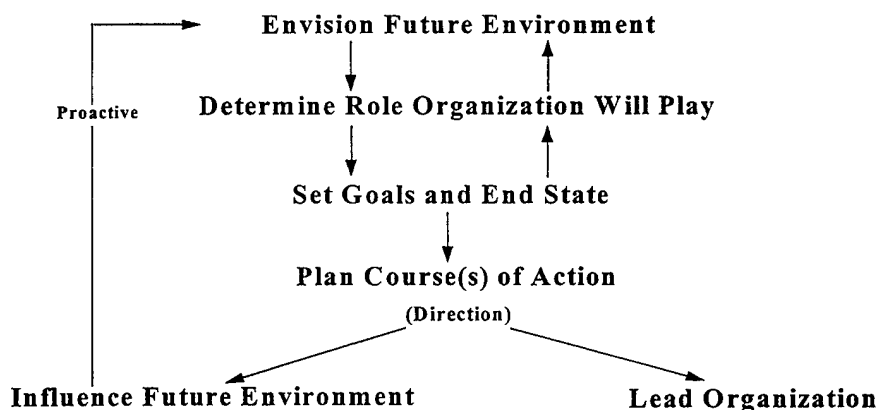 Envision Future Environment
Proactive
Determine Role Organization Will Play
Set Goals and End State
Plan Course(s) of Action
(Direction)
Influence Future Environment
Lead Organization